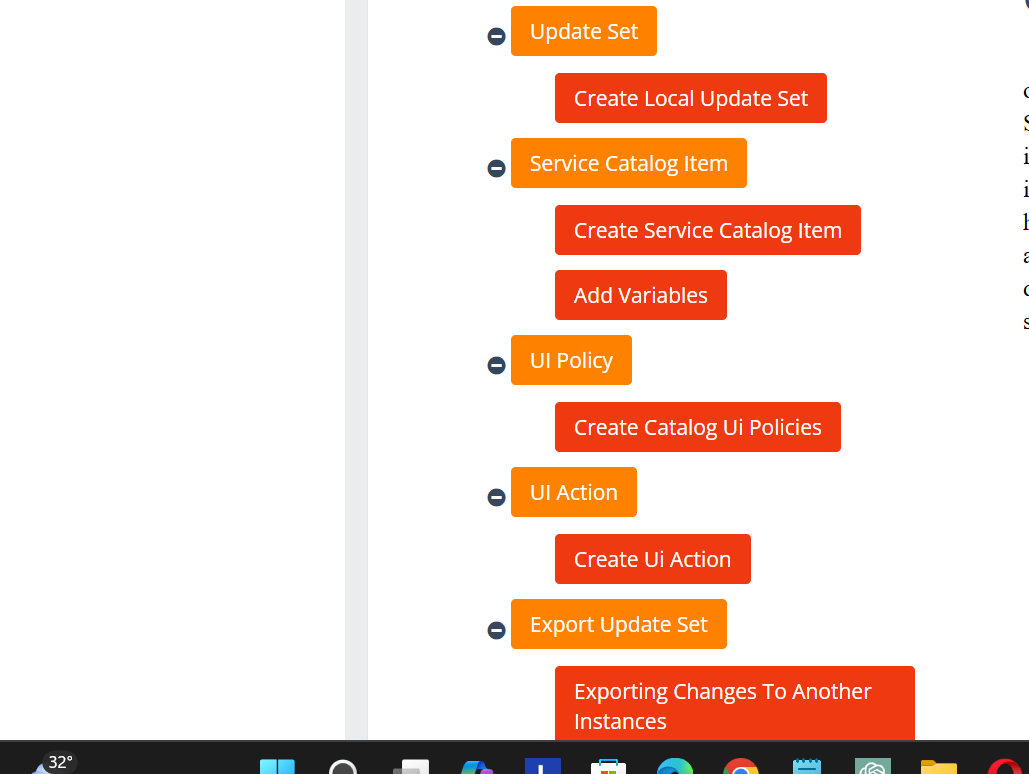 Update Set
Create Local Update Set
Service Catalog Item
Create Service Catalog Item
Add Variables
UI Policy
Create Catalog Ui Policies
UI Action
Create Ui Action
Export Update Set
Exporting Changes To Another
Instances
32°